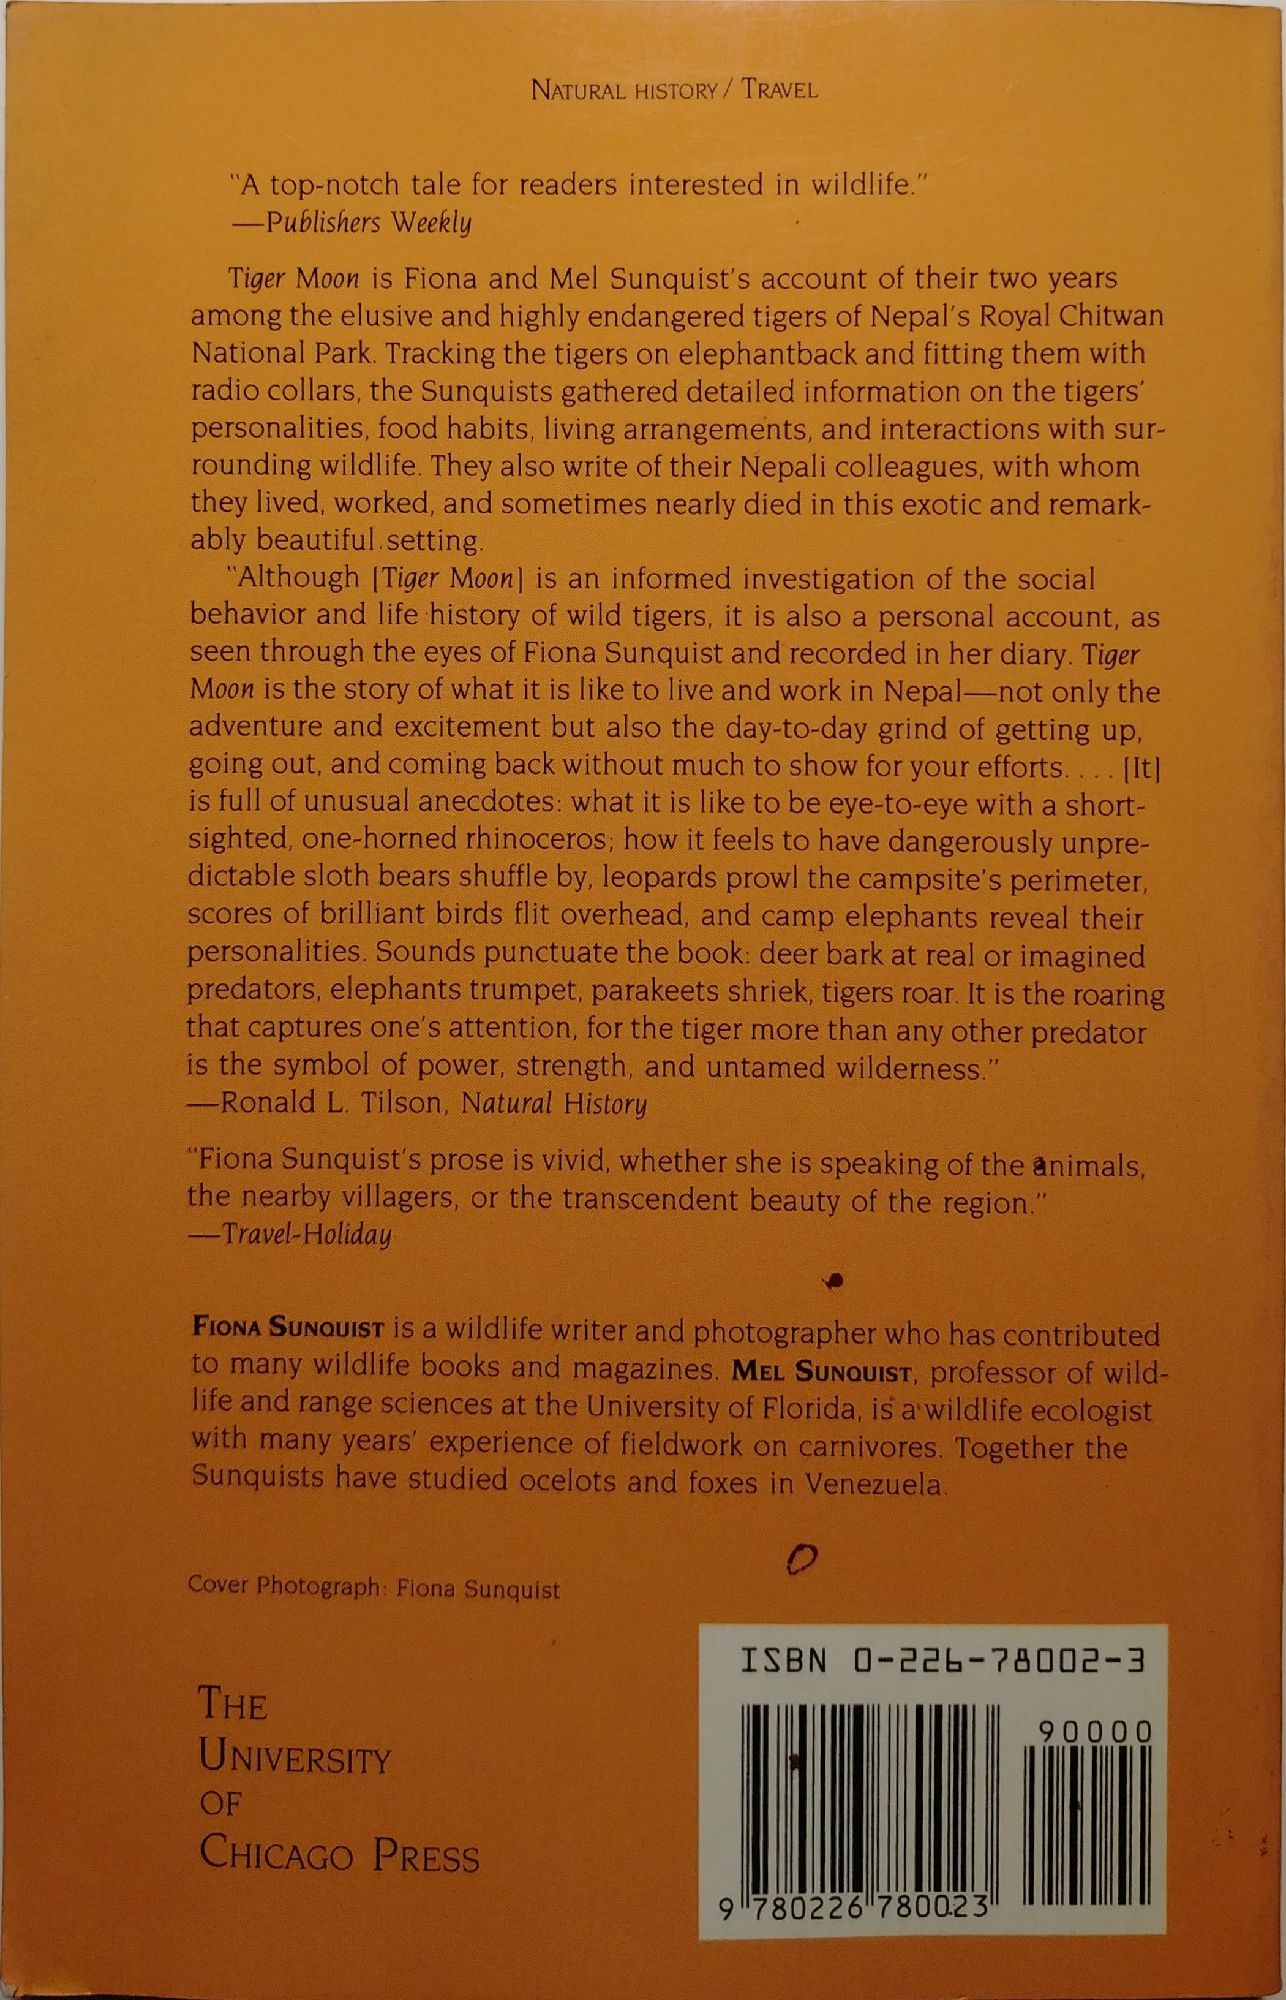 NATURAL HISTORY / TRAVEL
"A top-notch tale for readers interested in wildlife."
—Publishers Weekly
Tiger Moon is Fiona and Mel Sunquist's account of their two years
among the elusive and highly endangered tigers of Nepal's Royal Chitwan
National Park. Tracking the tigers on elephantback and fitting them with
radio collars, the Sunquists gathered detailed information on the tigers'
personalities, food habits, living arrangements, and interactions with sur-
rounding wildlife. They also write of their Nepali colleagues, with whom
they lived, worked, and sometimes nearly died in this exotic and remark-
ably beautiful setting.
"Although [Tiger Moon] is an informed investigation of the social
behavior and life history of wild tigers, it is also a personal account, as
seen through the eyes of Fiona Sunquist and recorded in her diary. Tiger
Moon is the story of what it is like to live and work in Nepal—not only the
adventure and excitement but also the day-to-day grind of getting up,
going out, and coming back without much to show for your efforts. . . . [It]
is full of unusual anecdotes: what it is like to be eye-to-eye with a short-
sighted, one-horned rhinoceros; how it feels to have dangerously unpre-
dictable sloth bears shuffle by, leopards prowl the campsite's perimeter,
scores of brilliant birds flit overhead, and camp elephants reveal their
personalities. Sounds punctuate the book: deer bark at real or imagined
predators, elephants trumpet, parakeets shriek, tigers roar. It is the roaring
that captures one's attention, for the tiger more than any other predator
is the symbol of power, strength, and untamed wilderness."
—Ronald L. Tilson, Natural History
"Fiona Sunquist's prose is vivid, whether she is speaking of the animals,
the nearby villagers, or the transcendent beauty of the region."
—Travel-Holiday
FIONA SUNQUIST is a wildlife writer and photographer who has contributed
to many wildlife books and magazines. MEL SUNQUIST, professor of wild-
life and range sciences at the University of Florida, is a wildlife ecologist
with many years' experience of fieldwork on carnivores. Together the
Sunquists have studied ocelots and foxes in Venezuela.
Cover Photograph: Fiona Sunquist
THE
UNIVERSITY
OF
CHICAGO PRESS
ISBN 0-226-78002-3
90000
9 780226 780023